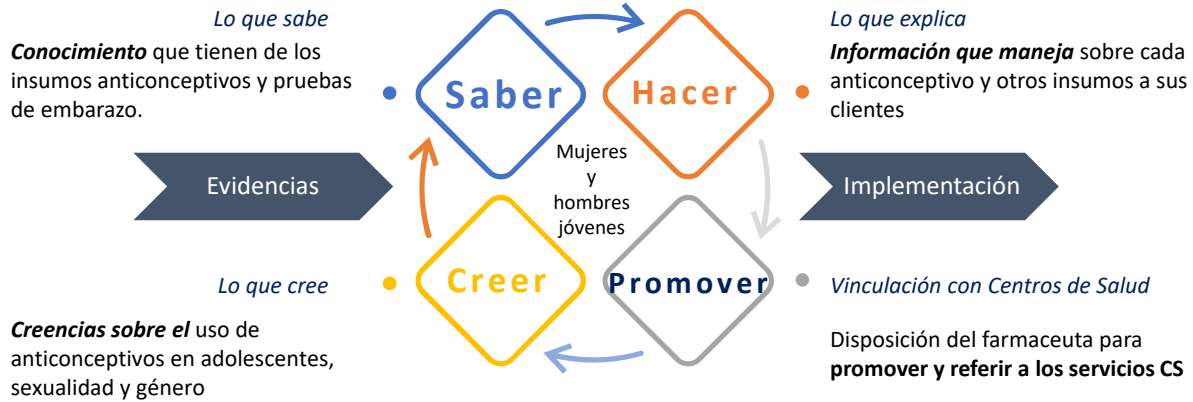 Lo que sabe
Conocimiento que tienen de los
insumos anticonceptivos y pruebas
de embarazo.
Saber
Hacer
Lo que explica
Información que maneja sobre cada
anticonceptivo y otros insumos a sus
clientes
Evidencias
Mujeres
y
hombres
jóvenes
Implementación
Lo que cree
Creencias sobre el uso de
anticonceptivos en adolescentes,
sexualidad y género
Creer
Promover
Vinculación con Centros de Salud
Disposición del farmaceuta para
promover y referir a los servicios CS